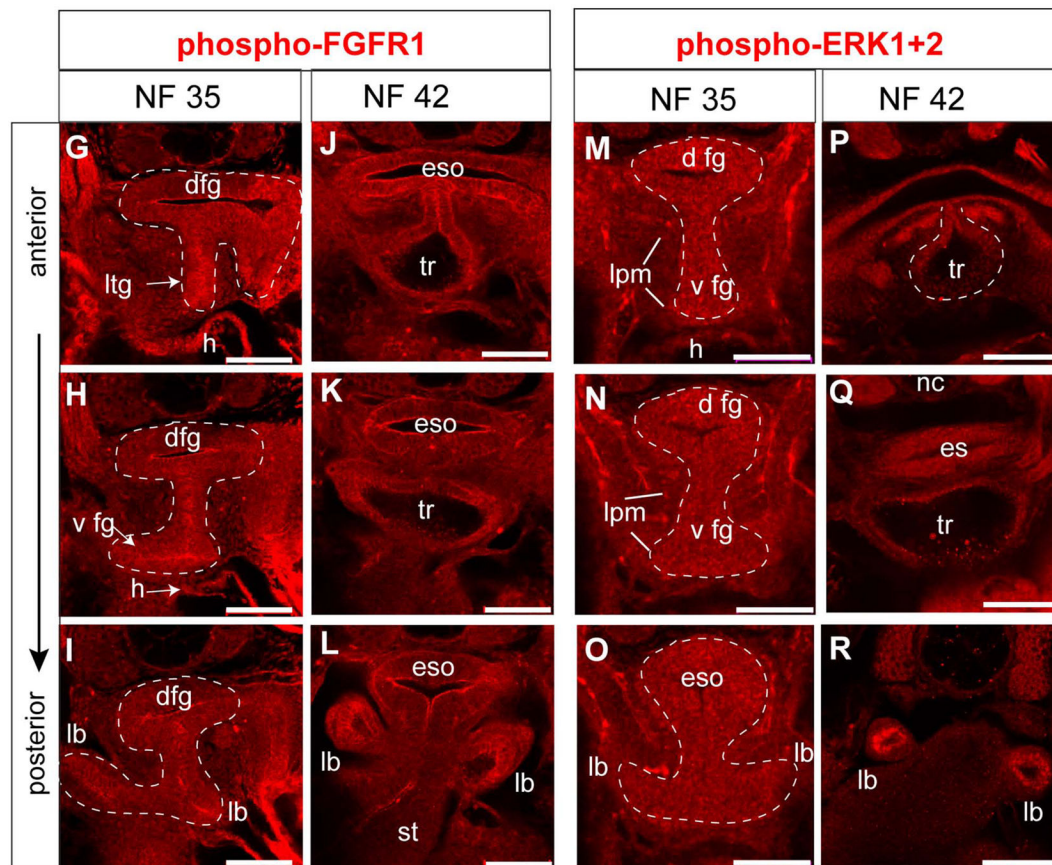 phospho-FGFR1
phospho-ERK1+2
NF 35
NF 42
NF 35
NF 42
anterior
posterior
G
dfg
ltg
h
J
eso
tr
M
d fg
lpm
v fg
h
P
tr
H
dfg
v fg
h
K
eso
tr
N
d fg
lpm
v fg
Q
nc
es
tr
I
dfg
lb
lb
L
eso
lb
lb
st
O
eso
lb
lb
R
lb
lb